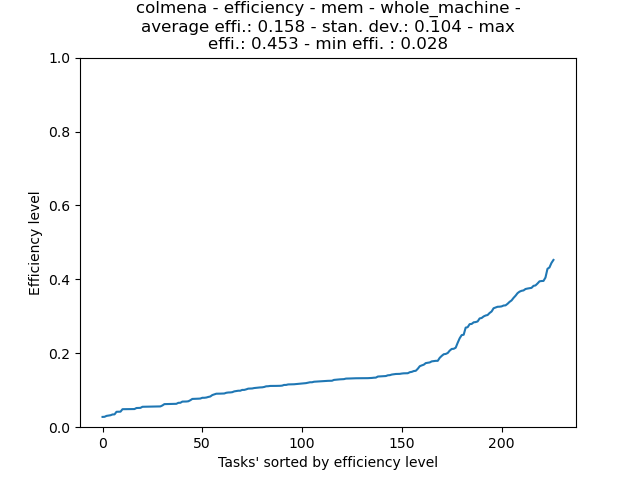 colmena - efficiency - mem - whole_machine -
average effi.: 0.158 - stan. dev.: 0.104 - max
effi.: 0.453 - min effi. : 0.028
1.0
0.8
0.6
0.4
0.2
0.0
Efficiency level
0 50 100 150 200
Tasks' sorted by efficiency level